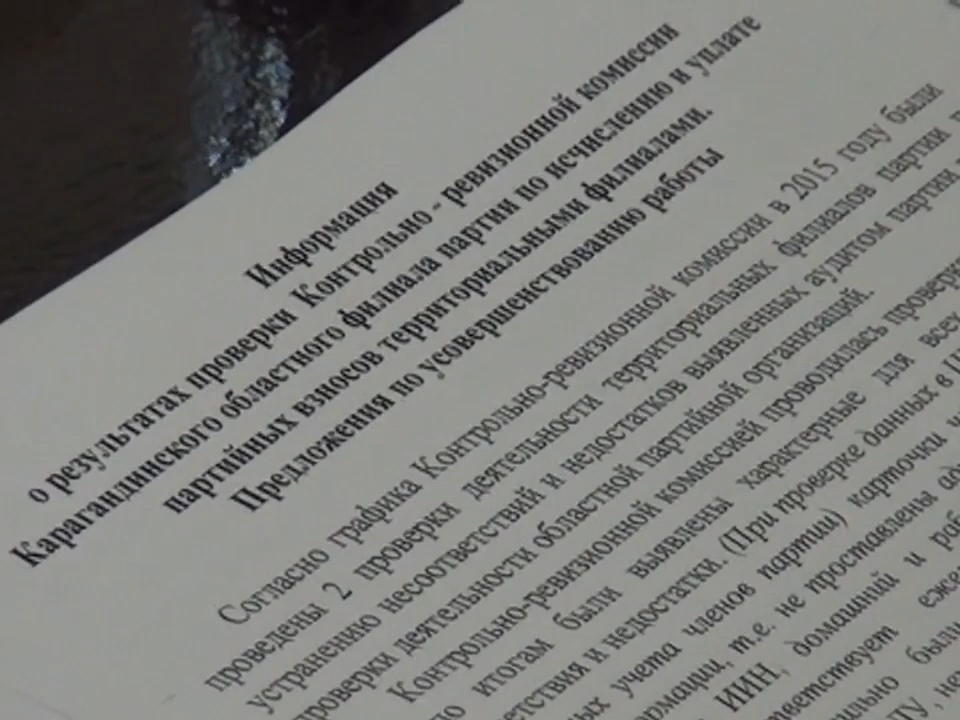 Информация
о результатах проверки Контрольно - ревизионной комиссии
Карагандинского областного филиала партии по исчислению и уплате
партийных взносов территориальными филиалами.
Предложения по усовершенствованию работы
Согласно графика Контрольно-ревизионной комиссии в 2015 году были
проведены 2 проверки деятельности территориальных филиалов партии
устранению несоответствий и недостатков выявленных аудитом партии
проверки деятельности областной партийной организаций.
Контрольно-ревизионной комиссией проводилась
итогам были выявлены характерные для всех
и недостатки. (При проверке данных в
учета членов партии) карточки
т.е. не проставлены
ИИН, домашний и
были